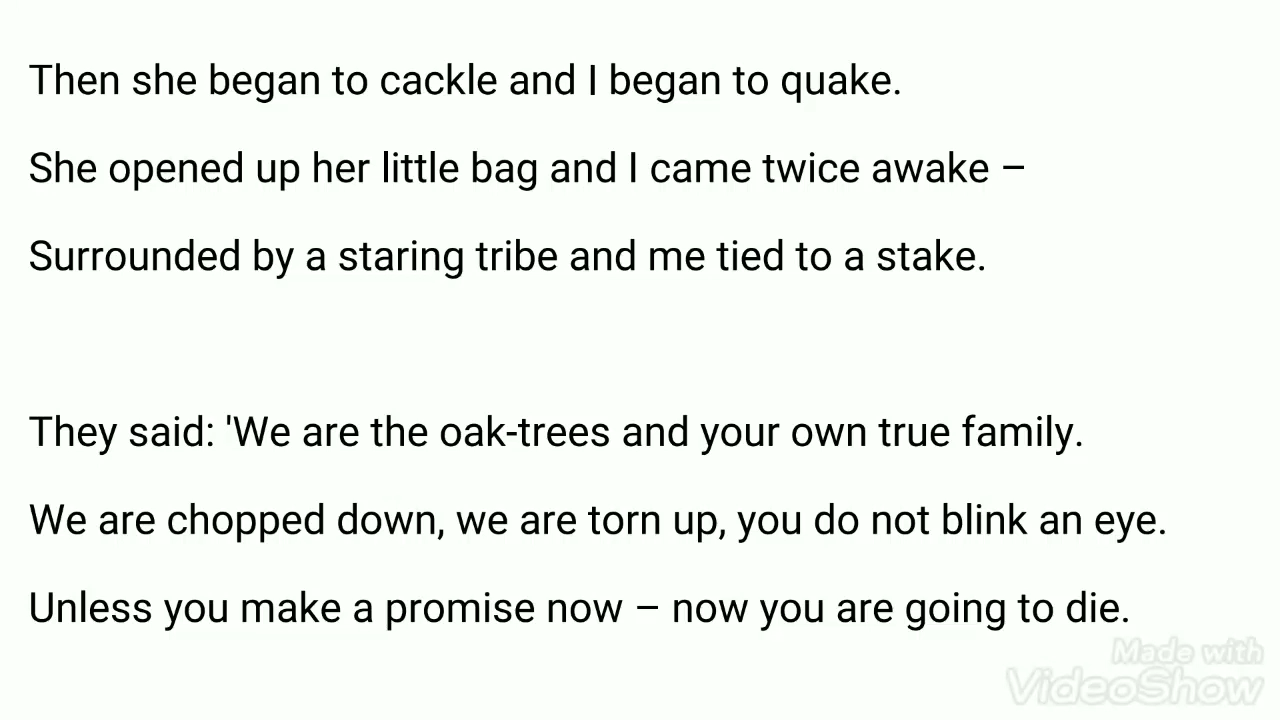 Then she began to cackle and I began to quake.
She opened up her little bag and I came twice awake –
Surrounded by a staring tribe and me tied to a stake.
They said: 'We are the oak-trees and your own true family.
We are chopped down, we are torn up, you do not blink an eye.
Unless you make a promise now – now you are going to die.
Made with
VideoShow